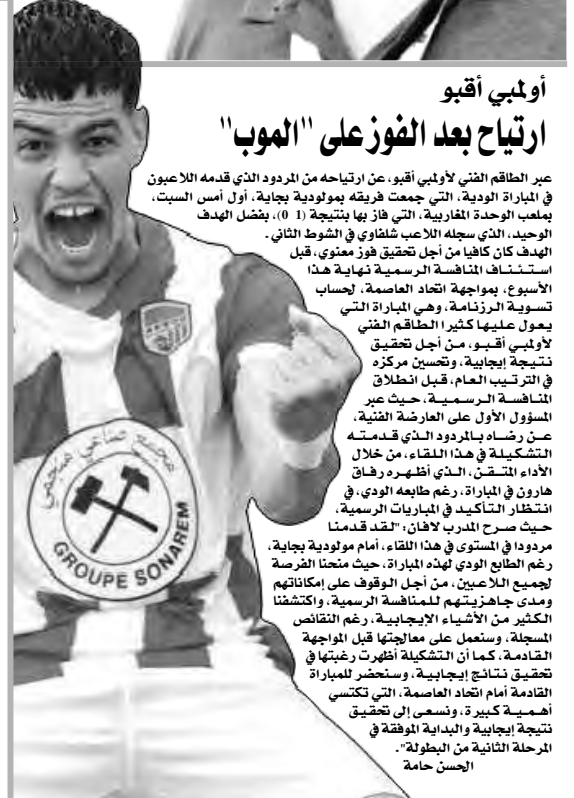 أولمبي أقبو
ارتياح بعد الفوز على "الموب"
عبر الطاقم الفني لأولمبي أقبو، عن ارتياحه من المردود الذي قدمه اللاعبون
في المباراة الودية، التي جمعت فريقه بمولودية بجاية، أول أمس السبت،
بملعب الوحدة المغاربية، التي فاز بها بنتيجة (1 0)، بفضل الهدف
الوحيد، الذي سجله اللاعب شلفاوي في الشوط الثاني.
الهدف كان كافيا من أجل تحقيق فوز معنوي، قبل
استئناف المنافسة الرسمية نهاية هذا
الأسبوع، بمواجهة اتحاد العاصمة، لحساب
تسوية الرزنامة، وهي المباراة التي
يعول عليها كثيرا الطاقم الفني
لأولمبي أقبو، من أجل تحقيق
نتيجة إيجابية، وتحسين مركزه
في الترتيب العام، قبل انطلاق
المنافسة الرسمية، حيث عبر
المسؤول الأول على العارضة الفنية،
عن رضاه بالمردود الذي قدمته
التشكيلة في هذا اللقاء، من خلال
الأداء المتقن، الذي أظهره رفاق
هارون في المباراة، رغم طابعه الودي، في
انتظار التأكيد في المباريات الرسمية،
حيث صرح المدرب لافان: "لقد قدمنا
مردودا في المستوى في هذا اللقاء، أمام مولودية بجاية،
رغم الطابع الودي لهذه المباراة، حيث منحنا الفرصة
لجميع اللاعبين، من أجل الوقوف على إمكاناتهم
ومدى جاهزيتهم للمنافسة الرسمية، واكتشفنا
الكثير من الأشياء الإيجابية، رغم النقائص
المسجلة، وسنعمل على معالجتها قبل المواجهة
القادمة، كما أن التشكيلة أظهرت رغبتها في
تحقيق نتائج إيجابية، وسنحضر للمباراة
القادمة أمام اتحاد العاصمة، التي تكتسي
أهمية كبيرة، ونسعى إلى تحقيق
نتيجة إيجابية والبداية الموفقة في
المرحلة الثانية من البطولة".
الحسن حامة
مجمع صناعي منجمي
GROUPE SONAREM